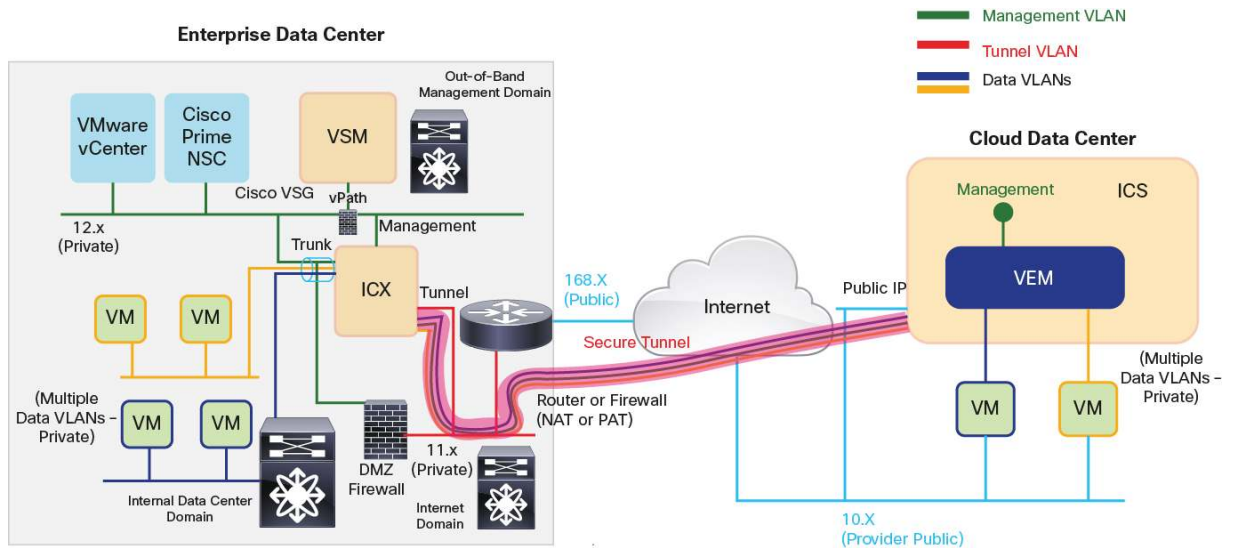 Management VLAN
Tunnel VLAN
Data VLANs
Enterprise Data Center
Out-of-Band
Management Domain
VMware
vCenter
Cisco
Prime
NSC
VSM
Cisco VSG
vPath
12.x
(Private)
Management
Trunk
ICX
Tunnel
VM
VM
(Multiple
Data VLANs –
Private)
VM
VM
Internal Data Center
Domain
DMZ
Firewall
11.x
(Private)
Internet
Domain
168.X
(Public)
Secure Tunnel
Router or Firewall
(NAT or PAT)
Internet
Public IP
Cloud Data Center
Management
ICS
VEM
(Multiple
Data VLANs –
Private)
VM
VM
10.X
(Provider Public)